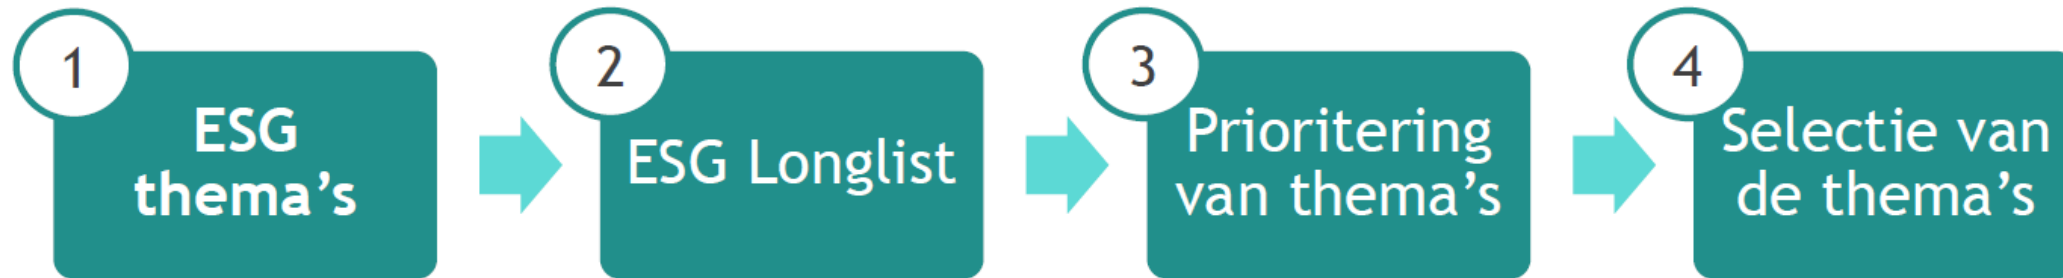 1
ESG
thema's
2
ESG Longlist
3
Prioritering
van thema's
4
Selectie van
de thema's